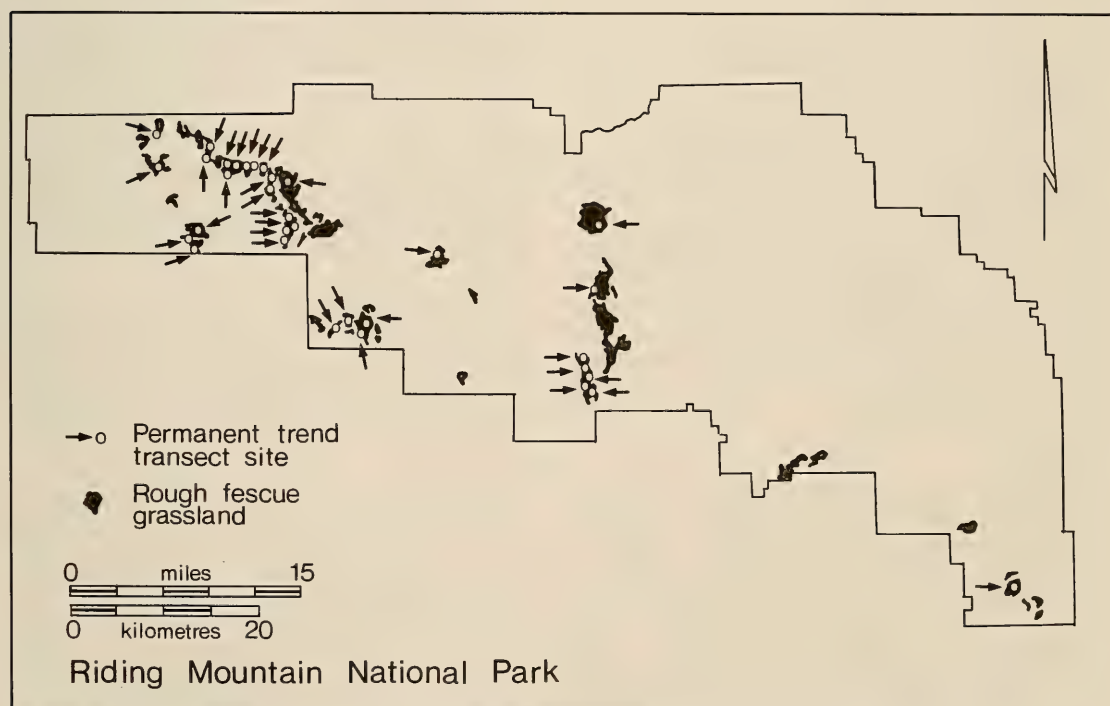 Permanent trend
transect site
Rough fescue
grassland
0 miles 15
0 kilometres 20
Riding Mountain National Park